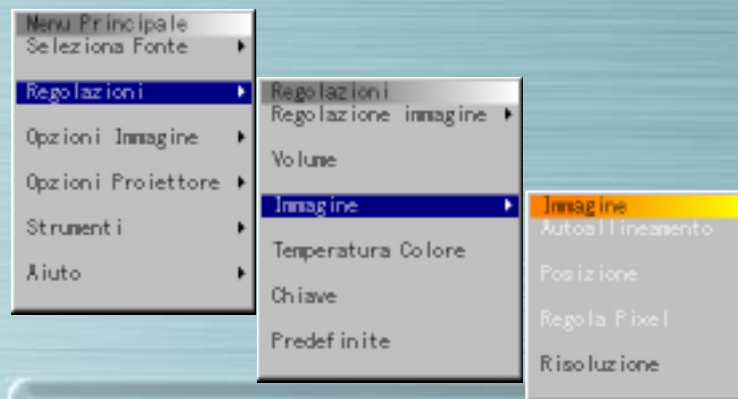 Menu Principale
Seleziona Fonte
Regolazioni
Opzioni Immagine
Opzioni Proiettore
Strumenti
Aiuto
Regolazioni
Regolazione immagine
Volume
Immagine
Temperatura Colore
Chiave
Predefinite
Immagine
Autoallineamento
Posizione
Regola Pixel
Risoluzione